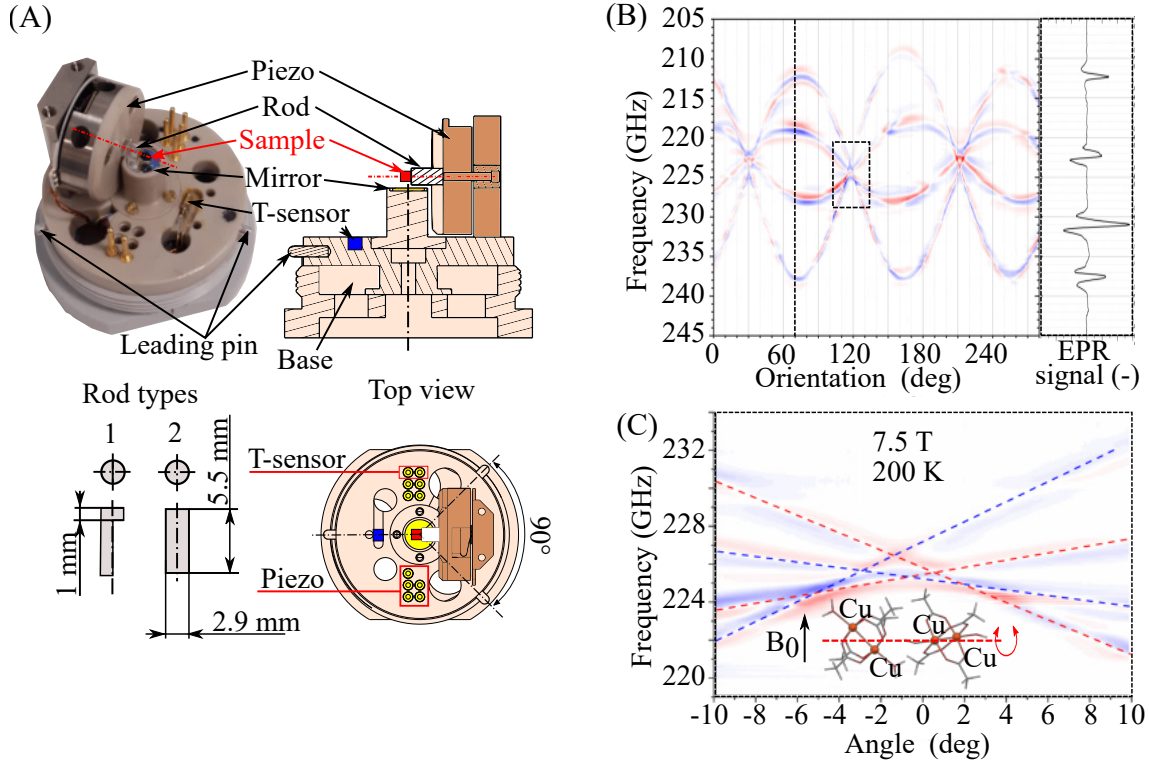 (A)
Piezo
Rod
Sample
Mirror
T-sensor
Leading pin
Base
Rod types
1
2
5.5 mm
1 mm
2.9 mm
Top view
T-sensor
Piezo
90°
(B)
Frequency (GHz)
205
210
215
220
225
230
235
240
245
0 60 120 180 240
Orientation (deg)
EPR
signal (-)
(C)
7.5 T
200 K
Frequency (GHz)
232
228
224
220
B0
Cu
Cu
Cu
Cu
-10 -8 -6 -4 -2 0 2 4 6 8 10
Angle (deg)